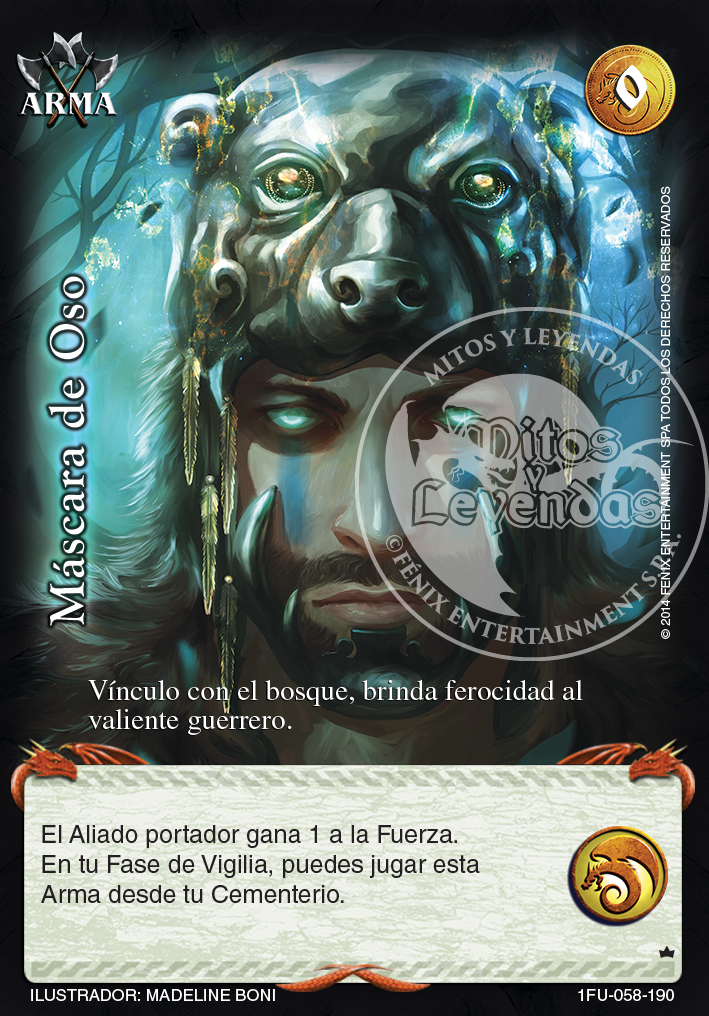 ARMA
0
Máscara de Oso
MITOS Y LEYENDAS
Mitos
y
Leyendas
© FÉNIX ENTERTAINMENT S.P.A.
© 2014 FENIX ENTERTAINMENT SPA TODOS LOS DERECHOS RESERVADOS
Vínculo con el bosque, brinda ferocidad al
valiente guerrero.
El Aliado portador gana 1 a la Fuerza.
En tu Fase de Vigilia, puedes jugar esta
Arma desde tu Cementerio.
ILUSTRADOR: MADELINE BONI
1FU-058-190